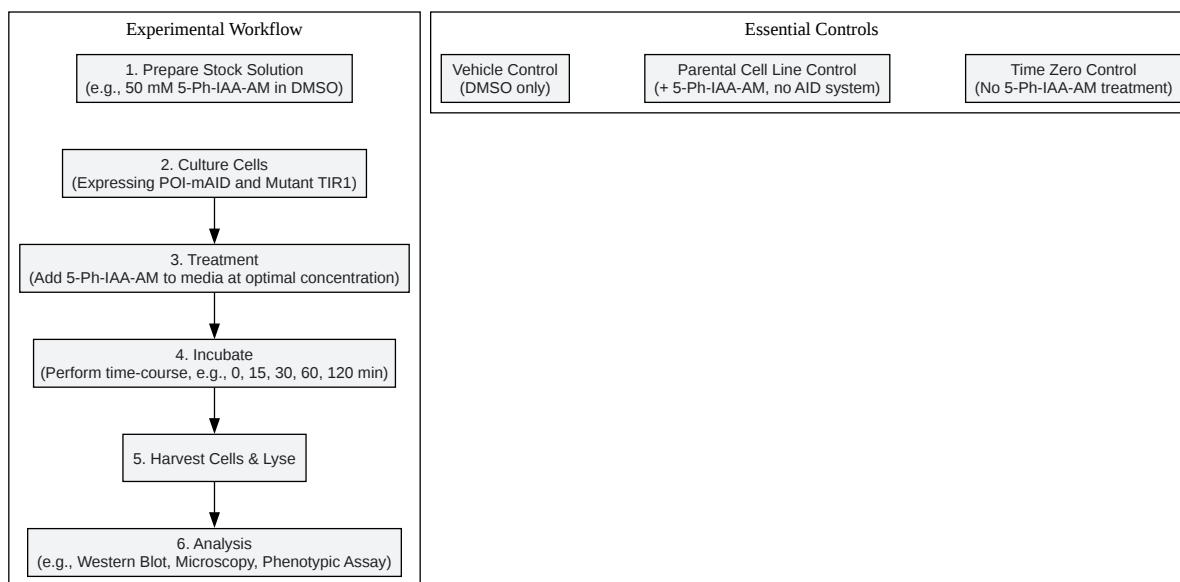 Experimental Workflow
1. Prepare Stock Solution
(e.g., 50 mM 5-Ph-IAA-AM in DMSO)
2. Culture Cells
(Expressing POI-mAID and Mutant TIR1)
3. Treatment
(Add 5-Ph-IAA-AM to media at optimal concentration)
4. Incubate
(Perform time-course, e.g., 0, 15, 30, 60, 120 min)
5. Harvest Cells & Lyse
6. Analysis
(e.g., Western Blot, Microscopy, Phenotypic Assay)
Essential Controls
Vehicle Control
(DMSO only)
Parental Cell Line Control
(+ 5-Ph-IAA-AM, no AID system)
Time Zero Control
(No 5-Ph-IAA-AM treatment)